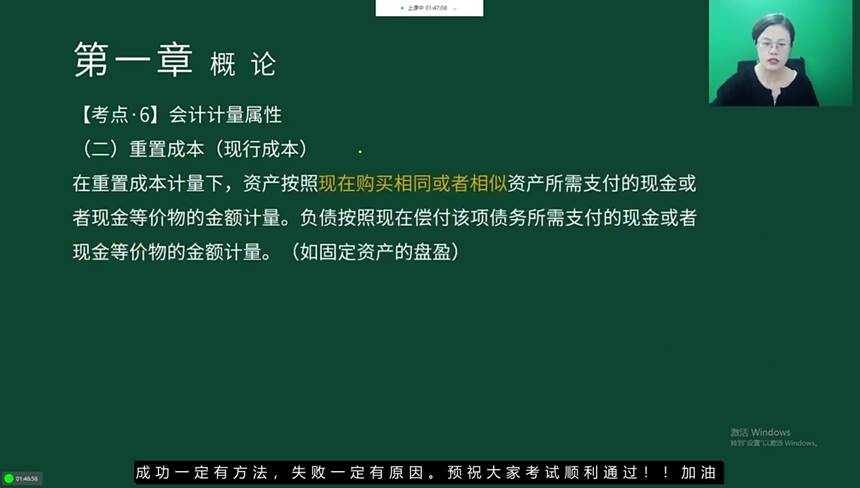 上课中 01:47:08
第一章 概 论
【考点·6】会计计量属性
（二）重置成本（现行成本）
在重置成本计量下，资产按照现在购买相同或者相似资产所需支付的现金或
者现金等价物的金额计量。负债按照现在偿付该项债务所需支付的现金或者
现金等价物的金额计量。（如固定资产的盘盈）
激活 Windows
转到“设置”以激活 Windows。
01:46:56
成功一定有方法，失败一定有原因。预祝大家考试顺利通过！！加油